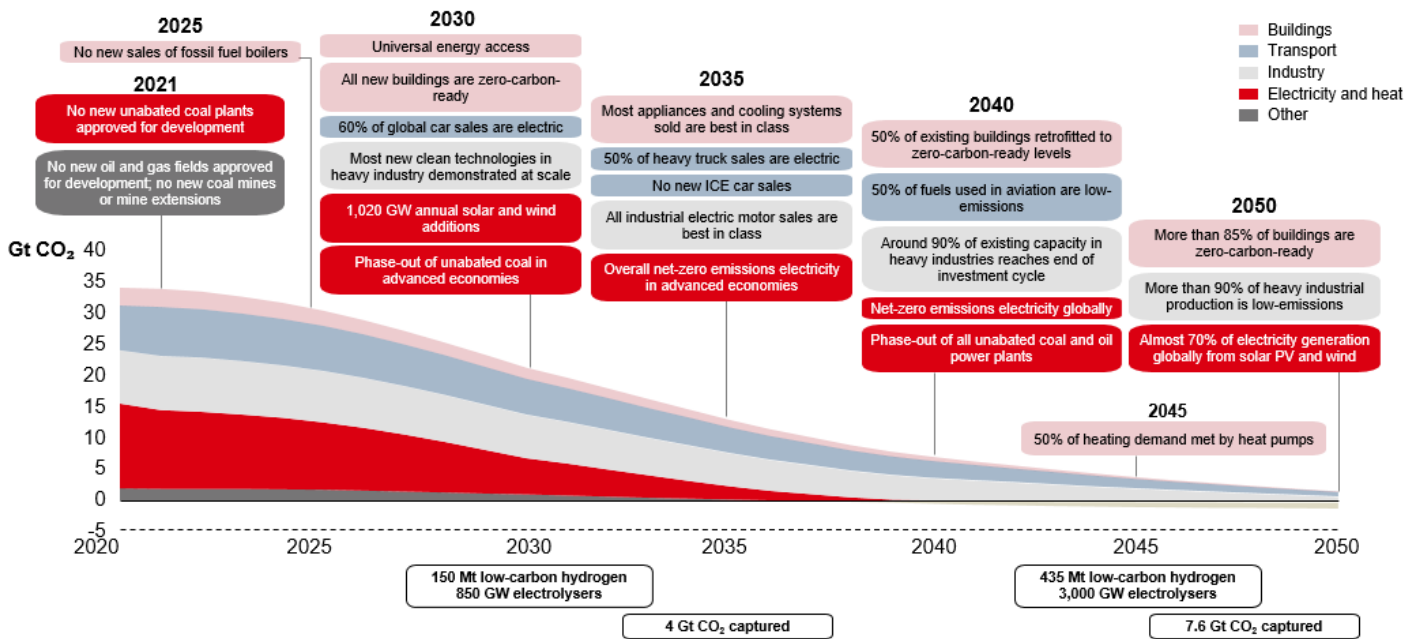 2025
No new sales of fossil fuel boilers
2021
No new unabated coal plants
approved for development
No new oil and gas fields approved
for development; no new coal mines
or mine extensions
2030
Universal energy access
All new buildings are zero-carbon-
ready
60% of global car sales are electric
Most new clean technologies in
heavy industry demonstrated at scale
1,020 GW annual solar and wind
additions
Phase-out of unabated coal in
advanced economies
2035
Most appliances and cooling systems
sold are best in class
50% of heavy truck sales are electric
No new ICE car sales
All industrial electric motor sales are
best in class
Overall net-zero emissions electricity
in advanced economies
2040
50% of existing buildings retrofitted to
zero-carbon-ready levels
50% of fuels used in aviation are low-
emissions
Around 90% of existing capacity in
heavy industries reaches end of
investment cycle
Net-zero emissions electricity globally
Phase-out of all unabated coal and oil
power plants
2045
50% of heating demand met by heat pumps
2050
More than 85% of buildings are
zero-carbon-ready
More than 90% of heavy industrial
production is low-emissions
Almost 70% of electricity generation
globally from solar PV and wind
Buildings
Transport
Industry
Electricity and heat
Other
Gt CO₂
40
35
30
25
20
15
10
5
0
-5
2020
2025
2030
2035
2040
2045
2050
150 Mt low-carbon hydrogen
850 GW electrolysers
4 Gt CO₂ captured
435 Mt low-carbon hydrogen
3,000 GW electrolysers
7.6 Gt CO₂ captured